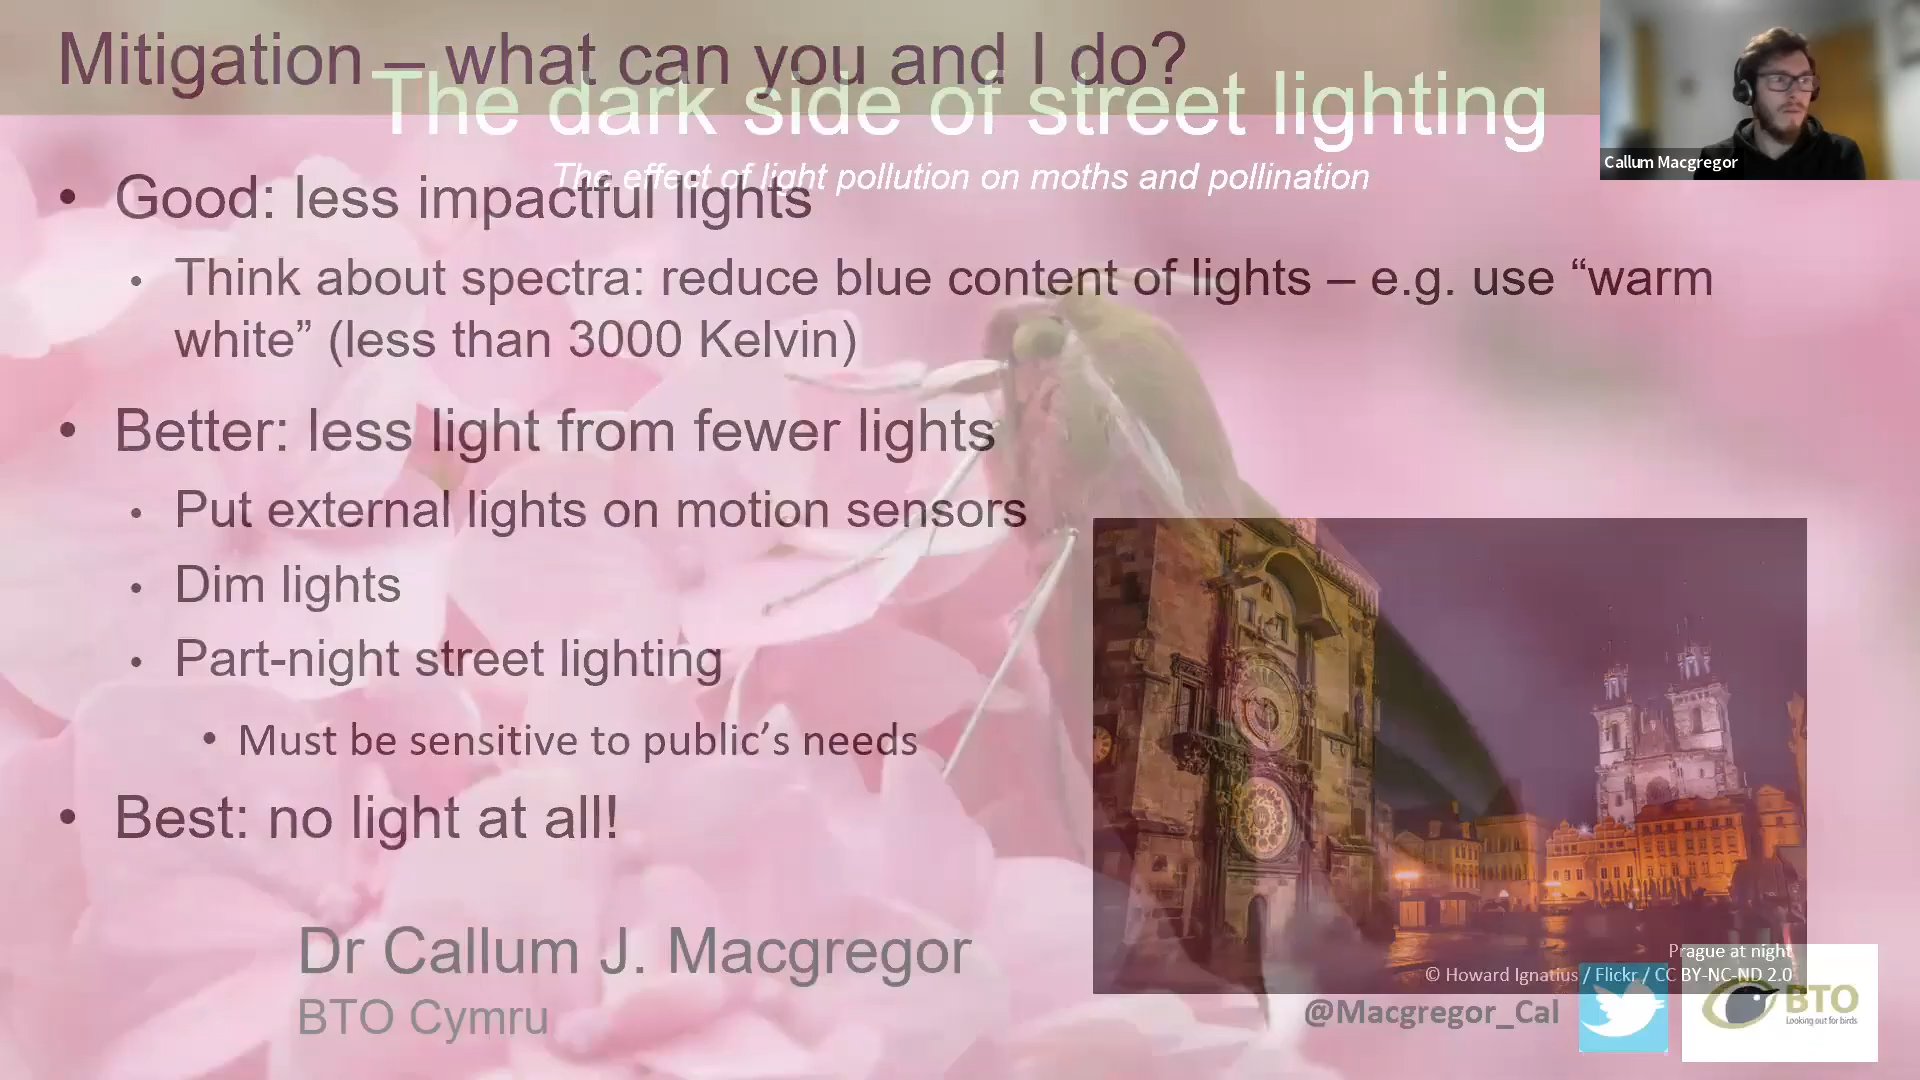 Mitigation – what can you and I do?
The dark side of street lighting
The effect of light pollution on moths and pollination
Callum Macgregor
• Good: less impactful lights
• Think about spectra: reduce blue content of lights – e.g. use “warm
white” (less than 3000 Kelvin)
• Better: less light from fewer lights
• Put external lights on motion sensors
• Dim lights
• Part-night street lighting
• Must be sensitive to public’s needs
• Best: no light at all!
Dr Callum J. Macgregor
BTO Cymru
Prague at night
© Howard Ignatius / Flickr / CC BY-NC-ND 2.0
@Macgregor_Cal
BTO
Looking out for birds